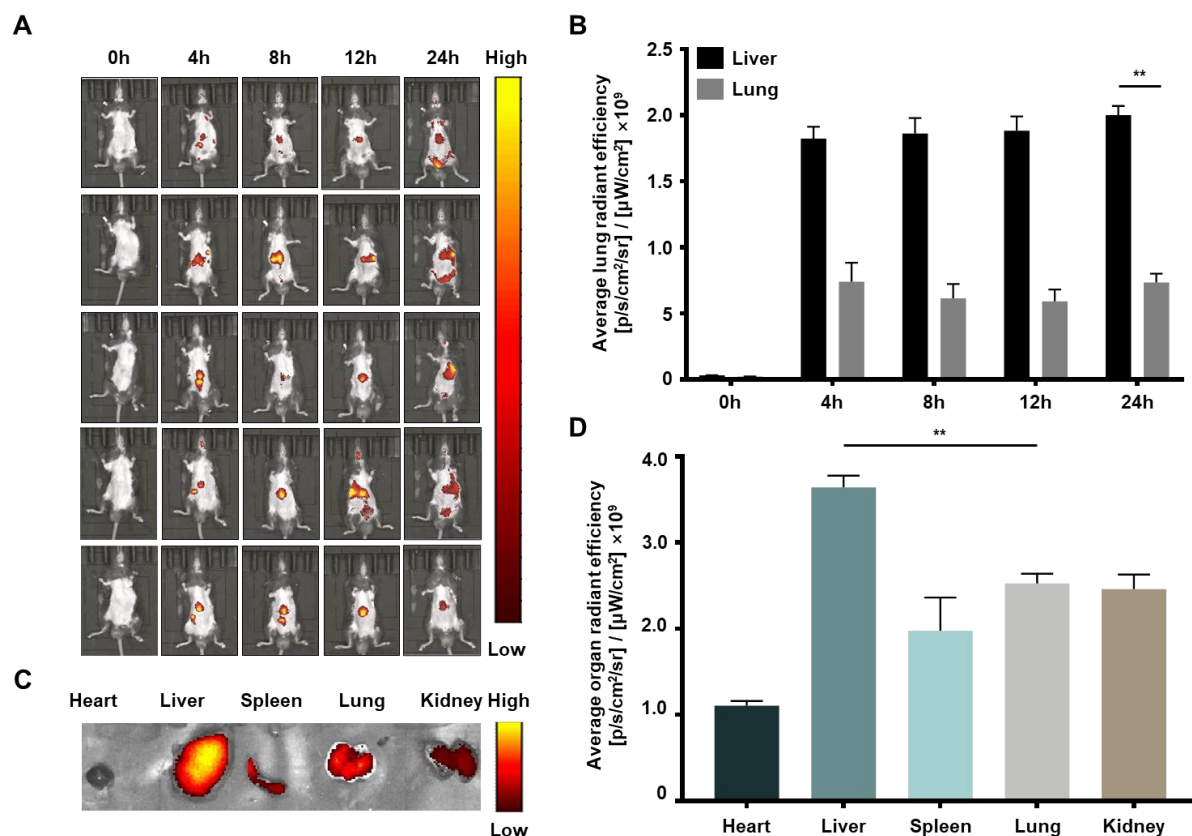 A
0h 4h 8h 12h 24h High
Low
B
2.5
2.0
1.5
1.0
5
0
Average lung radiant efficiency
[p/s/cm²/sr] / [µW/cm²] ×10⁹
Liver
Lung
**
0h 4h 8h 12h 24h
C
Heart Liver Spleen Lung Kidney High
Low
D
4.0
3.0
2.0
1.0
0
Average organ radiant efficiency
[p/s/cm²/sr] / [µW/cm²] ×10⁹
**
Heart Liver Spleen Lung Kidney